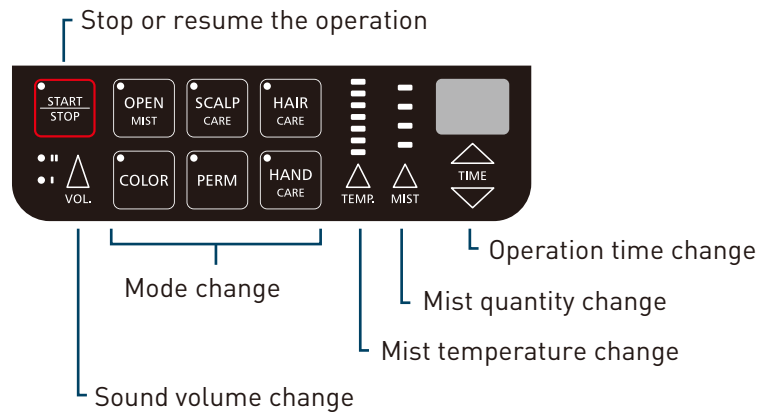 Stop or resume the operation
START
STOP
OPEN
MIST
SCALP
CARE
HAIR
CARE
II
I
VOL.
COLOR
PERM
HAND
CARE
TEMP.
MIST
TIME
Operation time change
Mode change
Mist quantity change
Mist temperature change
Sound volume change